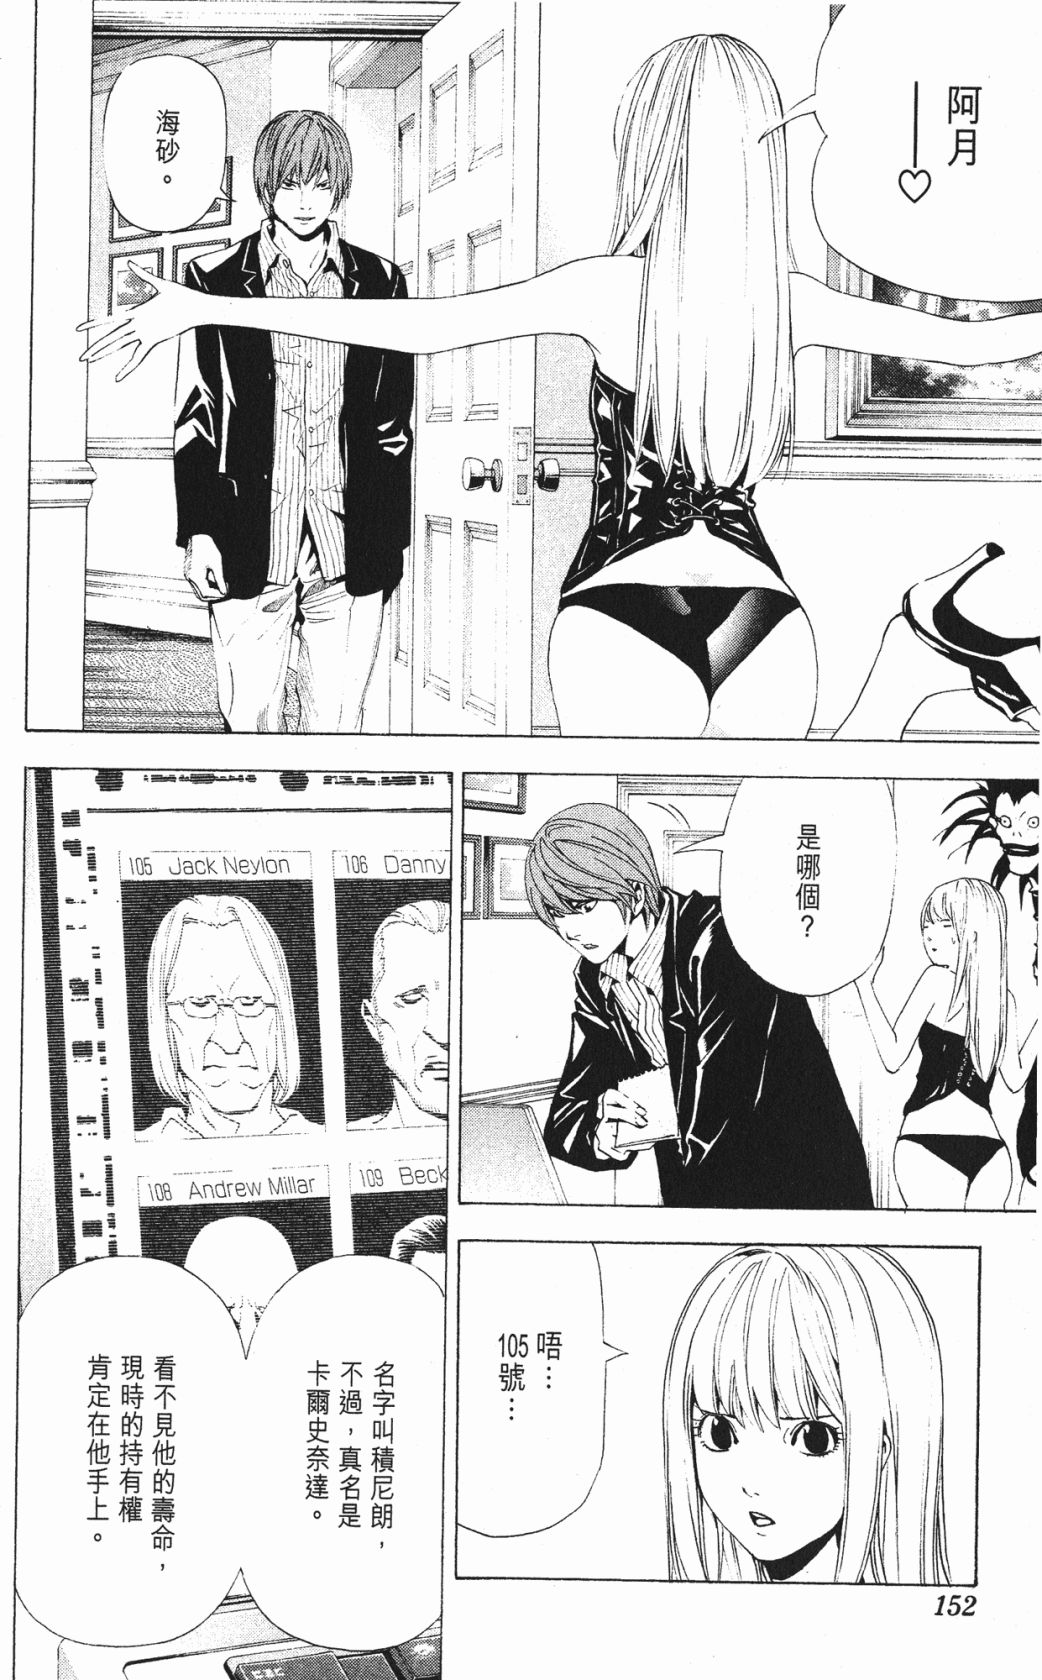 阿月
——♡
海砂。
是哪個？
唔…
105號…
105 Jack Neylon
106 Danny
108 Andrew Millar
109 Beck
名字叫積尼朗，
不過，真名是
卡爾史奈達。
看不見他的壽命，
現時的持有權
肯定在他手上。
152